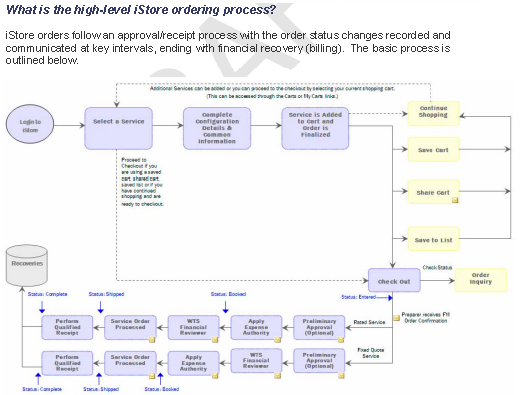 What is the high-level iStore ordering process?
iStore orders follow an approval/receipt process with the order status changes recorded and
communicated at key intervals, ending with financial recovery (billing).  The basic process is
outlined below.
Additional Services can be added or you can proceed to the checkout by selecting your current shopping cart.
(This can be accessed through the Carts or My Carts links.)
Login to
iStore
Select a Service
Complete
Configuration
Details &
Common
Information
Service is Added
to Cart and
Order is
Finalized
Continue
Shopping
Save Cart
Share Cart
Save to List
Proceed to
Checkout if you
are using a saved
cart, shared cart,
saved list or if you
have continued
shopping and are
ready to checkout.
Recoveries
Check Out
Check Status
Order
Inquiry
Status: Complete
Status: Shipped
Status: Booked
Status: Entered
Preparer receives FYI
Order Confirmation
Perform
Qualified
Receipt
Service Order
Processed
WTS
Financial
Reviewer
Apply
Expense
Authority
Preliminary
Approval
(Optional)
Rated Service
Fixed Quote
Service
Perform
Qualified
Receipt
Service Order
Processed
Apply
Expense
Authority
WTS
Financial
Reviewer
Preliminary
Approval
(Optional)
Status: Complete
Status: Shipped
Status: Booked